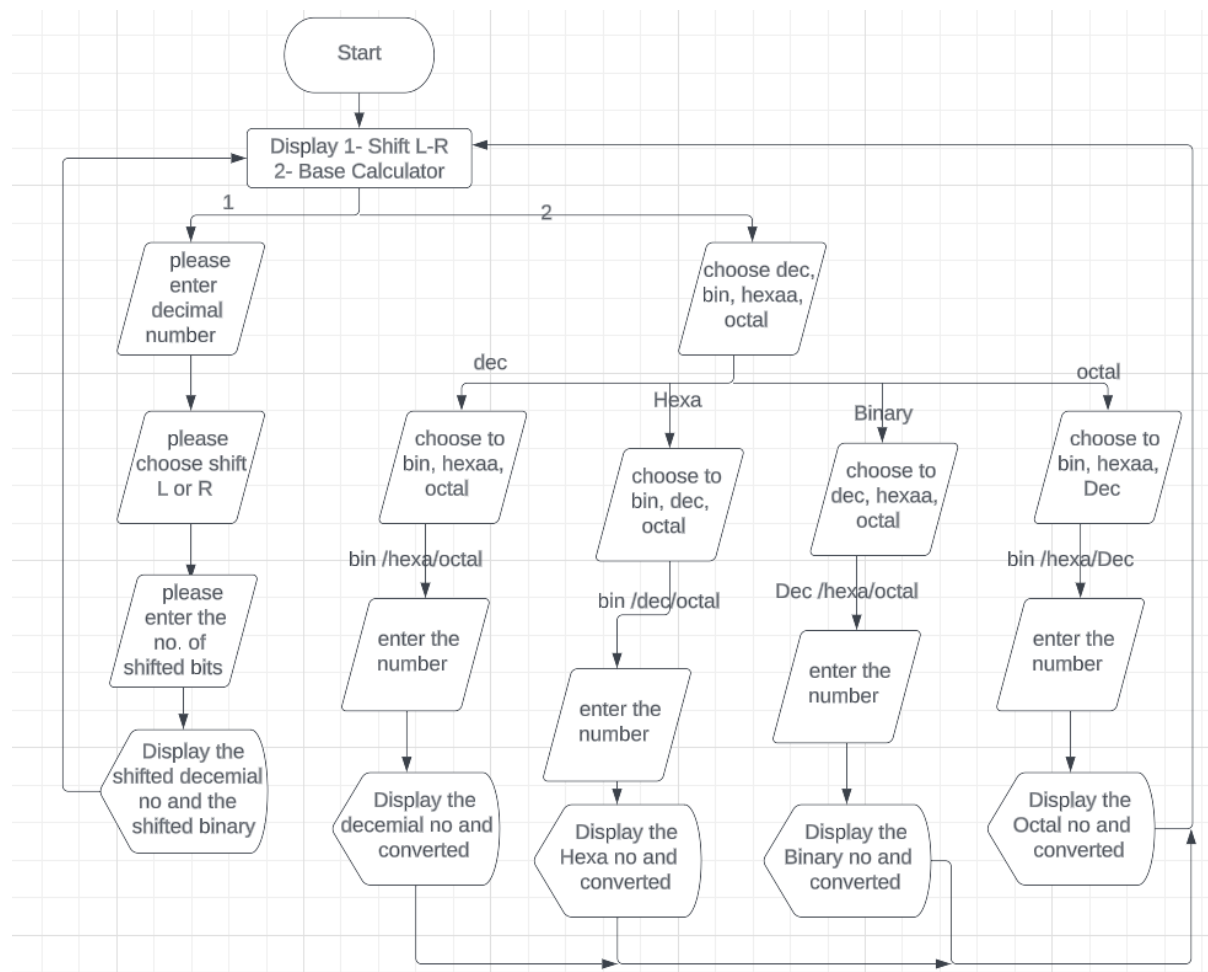 Start
Display 1- Shift L-R
2- Base Calculator
1
2
please
enter
decimal
number
choose dec,
bin, hexaa,
octal
dec
Hexa
Binary
octal
please
choose shift
L or R
choose to
bin, hexaa,
octal
choose to
bin, dec,
octal
choose to
dec, hexaa,
octal
choose to
bin, hexaa,
Dec
bin /hexa/octal
bin /dec/octal
Dec /hexa/octal
bin /hexa/Dec
please
enter the
no. of
shifted bits
enter the
number
enter the
number
enter the
number
enter the
number
Display the
shifted decemial
no and the
shifted binary
Display the
decemial no and
converted
Display the
Hexa no and
converted
Display the
Binary no and
converted
Display the
Octal no and
converted